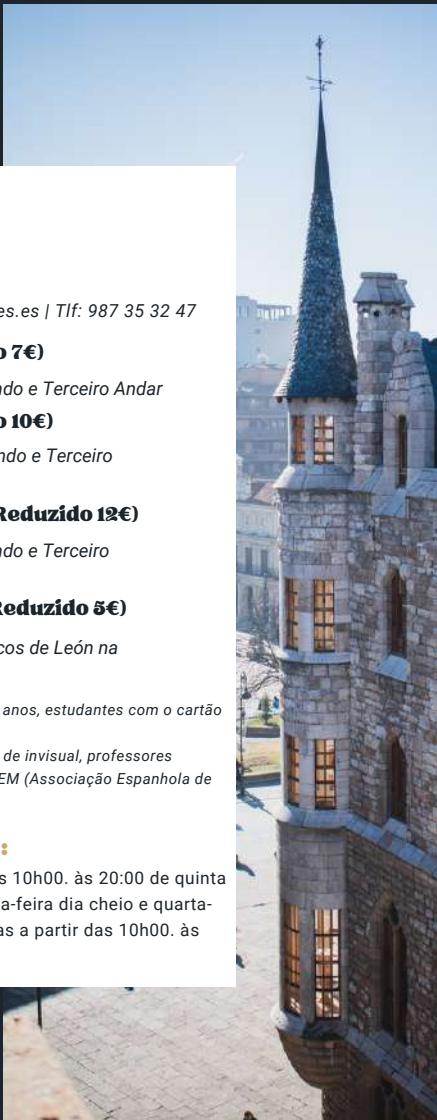 es.es | Tlf: 987 35 32 47
o 7€)
ndo e Terceiro Andar
o 10€)
ndo e Terceiro
Reduzido 12€)
ndo e Terceiro
Reduzido 5€)
cos de León na
anos, estudantes com o cartão
de invisual, professores
EM (Associação Espanhola de
:
s 10h00. às 20:00 de quinta
a-feira dia cheio e quarta-
as a partir das 10h00. às